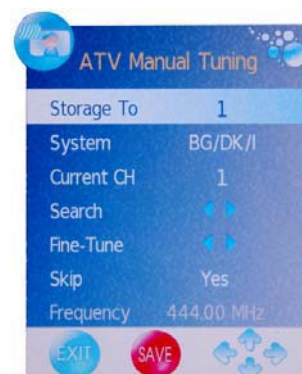 ATV Manual Tuning
Storage To 1
System BG/DK/I
Current CH 1
Search
Fine-Tune
Skip Yes
Frequency 444.00 MHz
EXIT SAVE